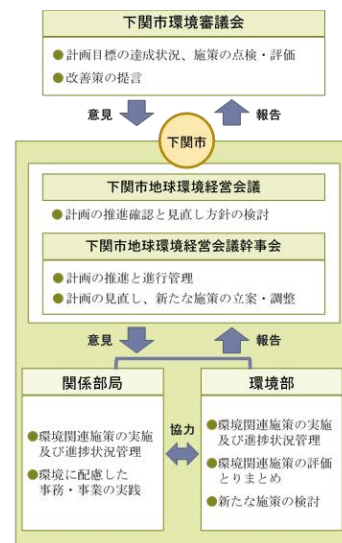 下関市環境審議会
●計画目標の達成状況、施策の点検・評価
●改善策の提言
意見
報告
下関市
下関市地球環境経営会議
●計画の推進確認と見直し方針の検討
下関市地球環境経営会議幹事会
●計画の推進と進行管理
●計画の見直し、新たな施策の立案・調整
意見
報告
関係部局
●環境関連施策の実施
及び進捗状況管理
●環境に配慮した
事務・事業の実践
協力
環境部
●環境関連施策の実施
及び進捗状況管理
●環境関連施策の評価
とりまとめ
●新たな施策の検討